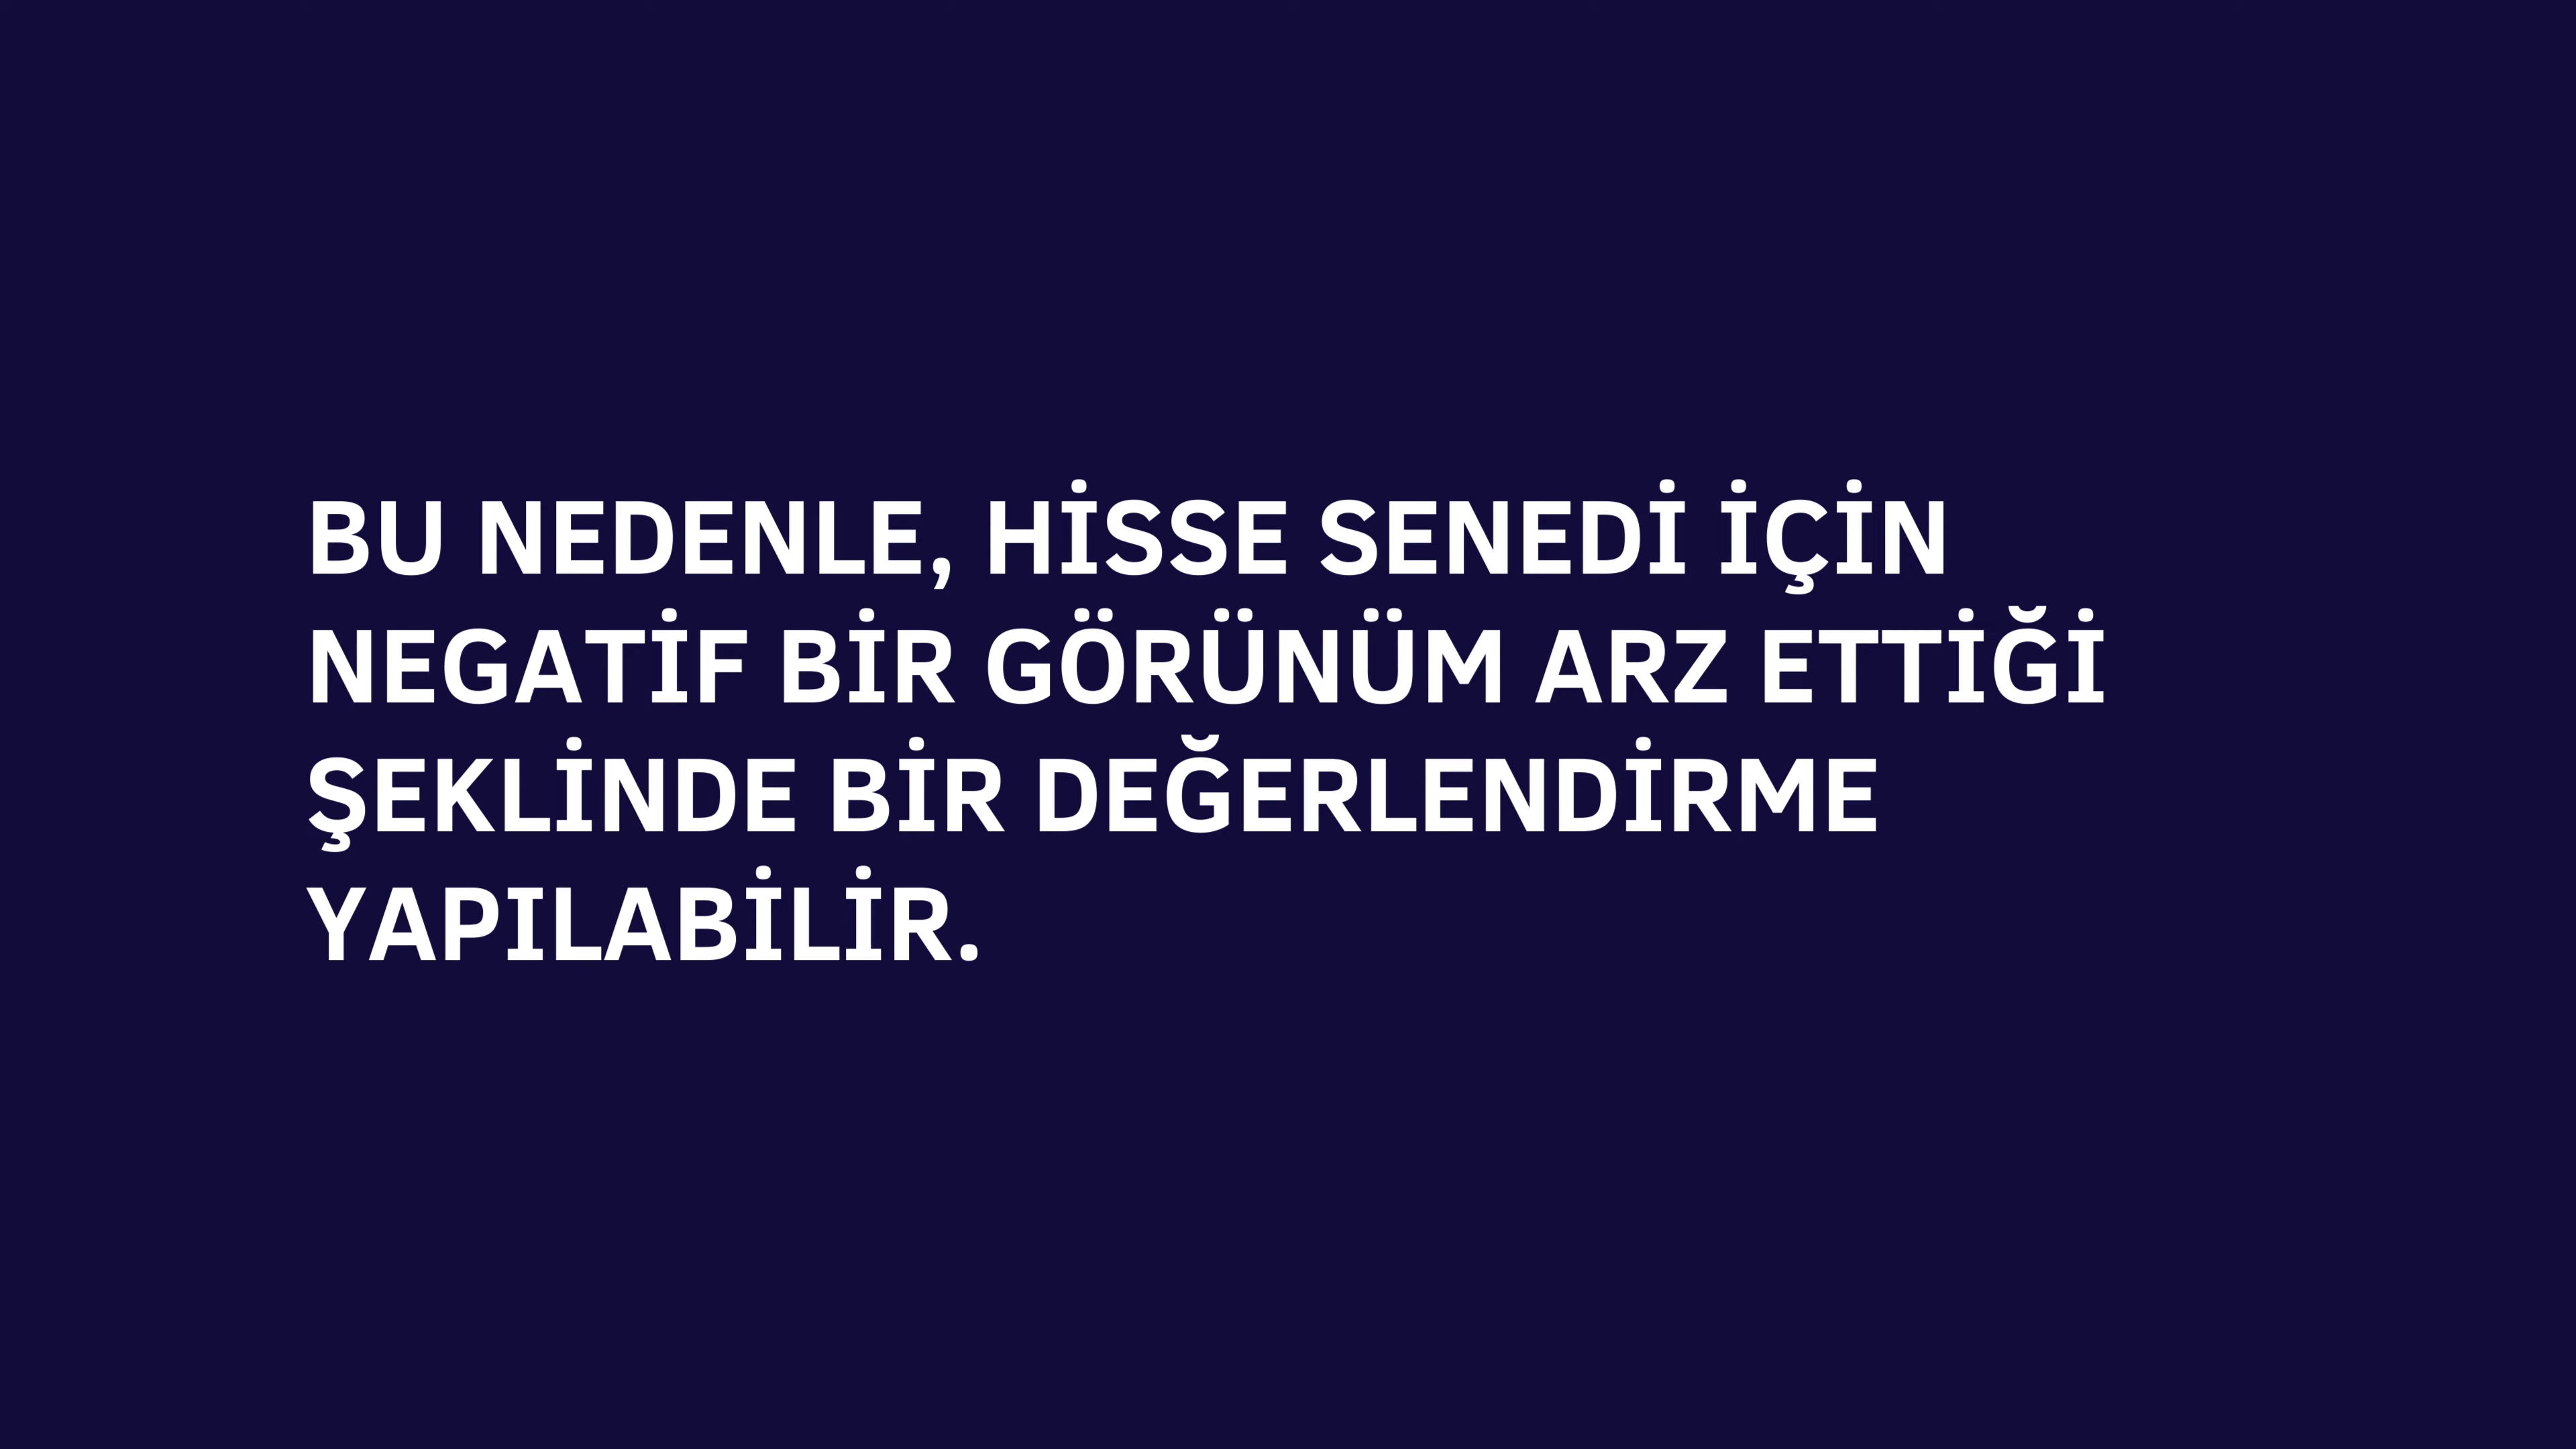 BU NEDENLE, HİSSE SENEDİ İÇİN
NEGATİF BİR GÖRÜNÜM ARZ ETTİĞİ
ŞEKLİNDE BİR DEĞERLENDİRME
YAPILABİLİR.